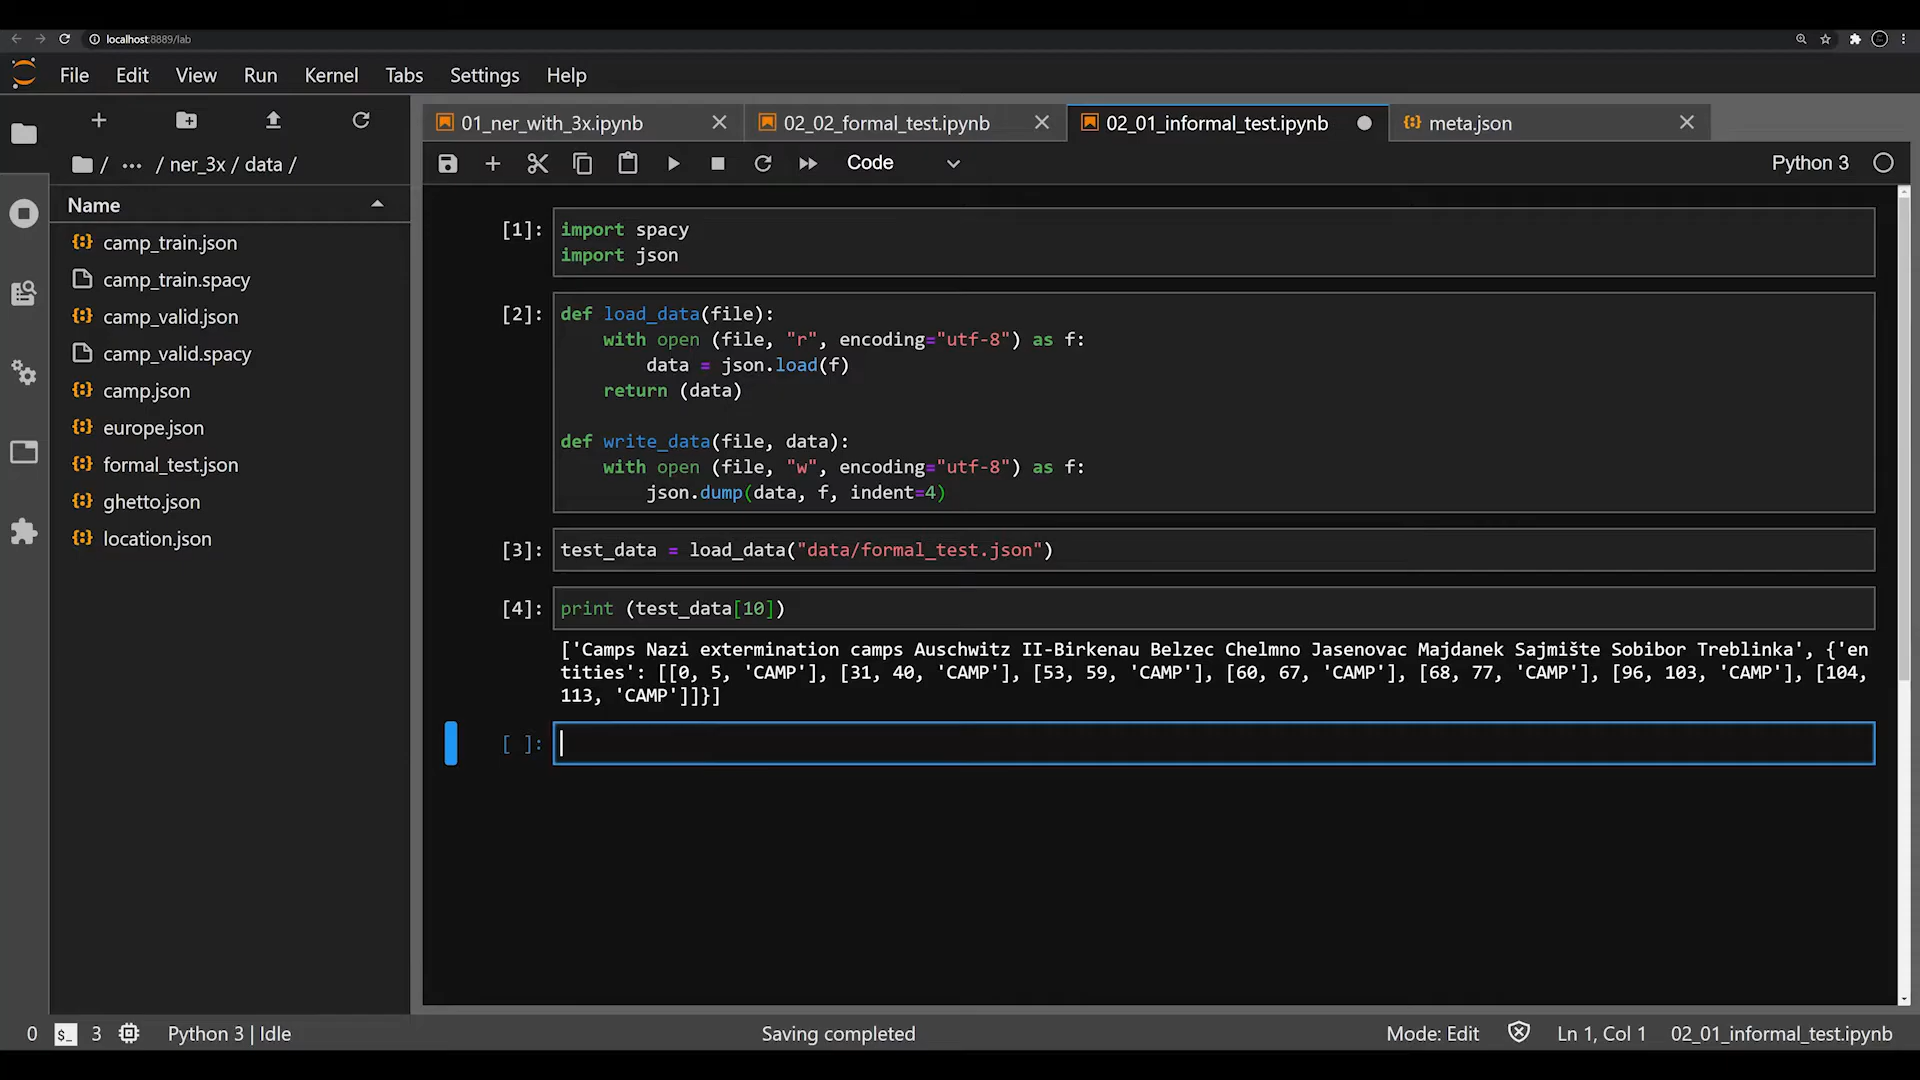 localhost:8889/lab
File Edit View Run Kernel Tabs Settings Help
/ ... / ner_3x / data /
Name
camp_train.json
camp_train.spacy
camp_valid.json
camp_valid.spacy
camp.json
europe.json
formal_test.json
ghetto.json
location.json
01_ner_with_3x.ipynb
02_02_formal_test.ipynb
02_01_informal_test.ipynb
meta.json
Code
Python 3
[1]: import spacy
import json
[2]: def load_data(file):
with open (file, "r", encoding="utf-8") as f:
data = json.load(f)
return (data)
def write_data(file, data):
with open (file, "w", encoding="utf-8") as f:
json.dump(data, f, indent=4)
[3]: test_data = load_data("data/formal_test.json")
[4]: print (test_data[10])
['Camps Nazi extermination camps Auschwitz II-Birkenau Belzec Chelmno Jasenovac Majdanek Sajmište Sobibor Treblinka', {'en
tities': [[0, 5, 'CAMP'], [31, 40, 'CAMP'], [53, 59, 'CAMP'], [60, 67, 'CAMP'], [68, 77, 'CAMP'], [96, 103, 'CAMP'], [104,
113, 'CAMP']]}]
[ ]:
0 $_ 3 Python 3 | Idle
Saving completed
Mode: Edit
Ln 1, Col 1
02_01_informal_test.ipynb